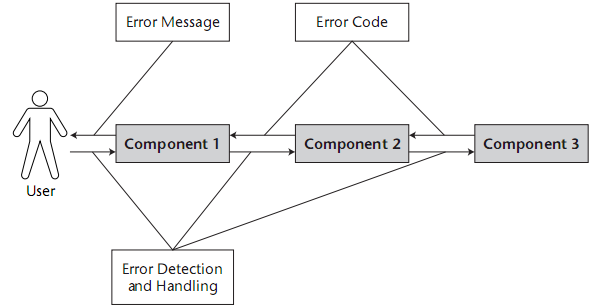 Error Message
Error Code
Component 1
Component 2
Component 3
User
Error Detection
and Handling